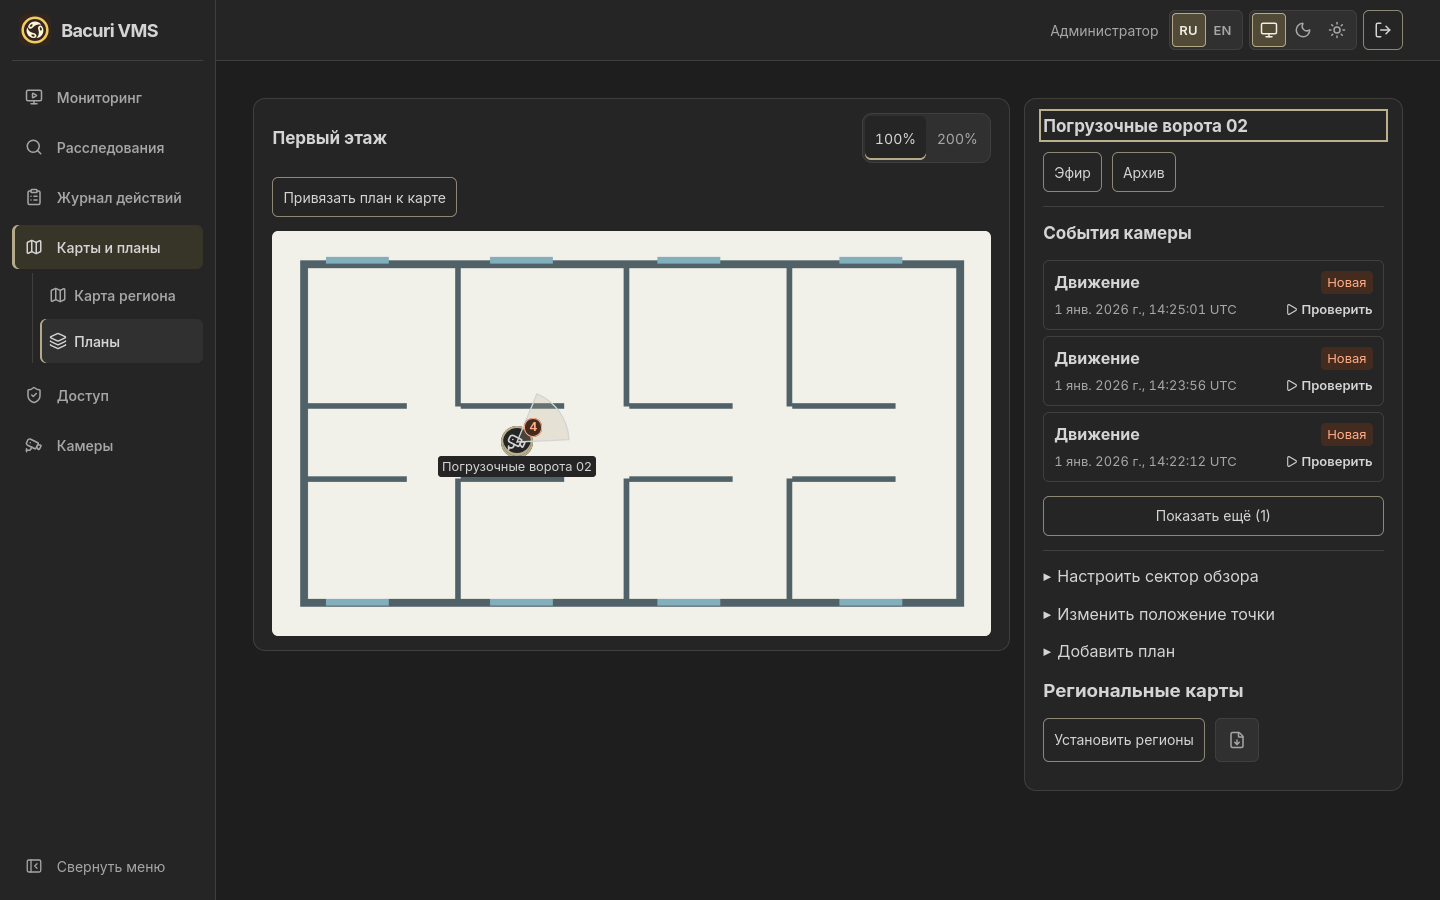 Bacuri VMS
Администратор
RU
EN
Мониторинг
Расследования
Журнал действий
Карты и планы
Карта региона
Планы
Доступ
Камеры
Свернуть меню
Первый этаж
100%
200%
Привязать план к карте
4
Погрузочные ворота 02
Погрузочные ворота 02
Эфир
Архив
События камеры
Движение
Новая
1 янв. 2026 г., 14:25:01 UTC
Проверить
Движение
Новая
1 янв. 2026 г., 14:23:56 UTC
Проверить
Движение
Новая
1 янв. 2026 г., 14:22:12 UTC
Проверить
Показать ещё (1)
Настроить сектор обзора
Изменить положение точки
Добавить план
Региональные карты
Установить регионы